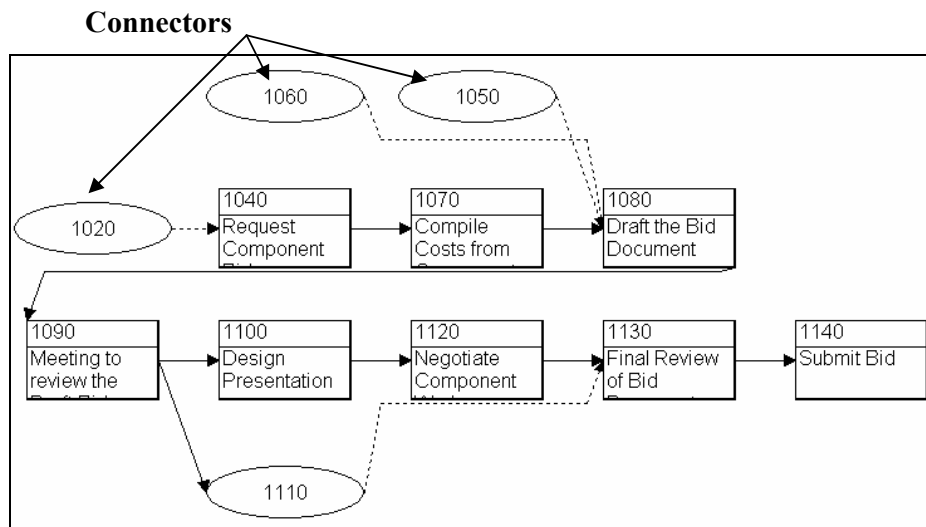 Connectors
1060
1050
1020
1040
Request
Component
1070
Compile
Costs from
1080
Draft the Bid
Document
1090
Meeting to
review the
1100
Design
Presentation
1120
Negotiate
Component
1130
Final Review
of Bid
1140
Submit Bid
1110